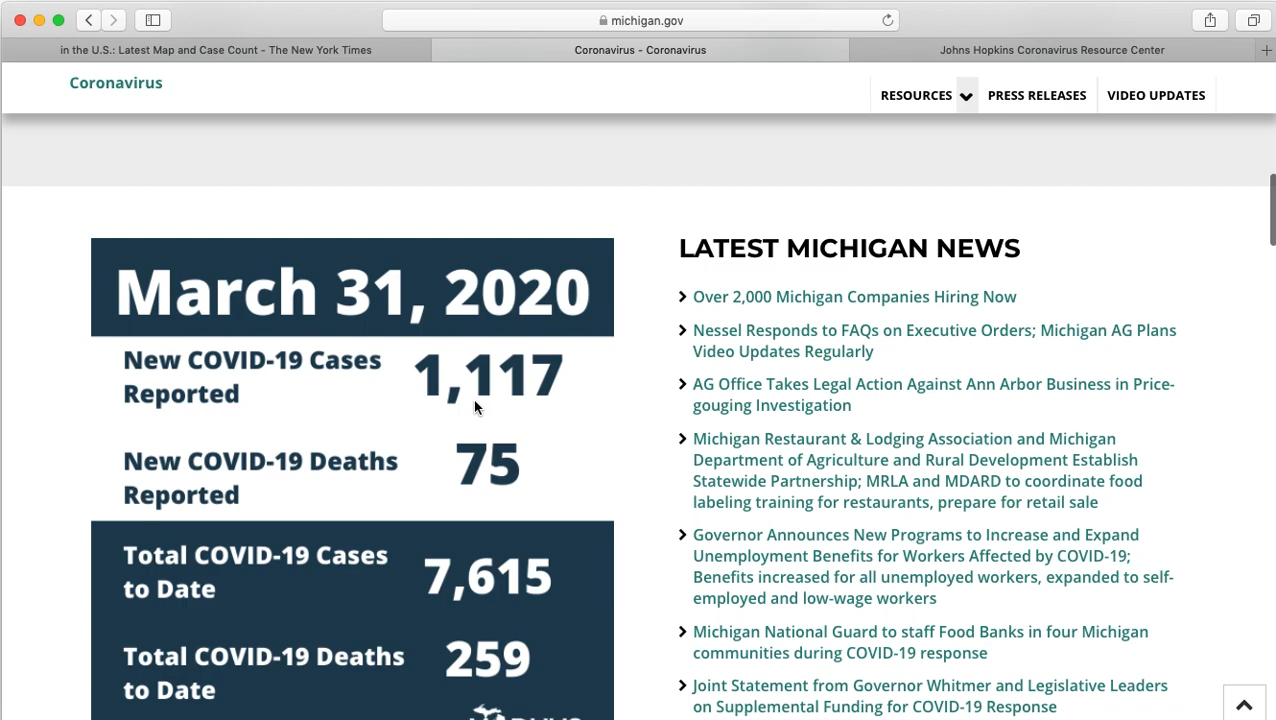 michigan.gov
in the U.S.: Latest Map and Case Count - The New York Times
Coronavirus - Coronavirus
Johns Hopkins Coronavirus Resource Center
Coronavirus
RESOURCES
PRESS RELEASES
VIDEO UPDATES
March 31, 2020
New COVID-19 Cases
Reported
1,117
New COVID-19 Deaths
Reported
75
Total COVID-19 Cases
to Date
7,615
Total COVID-19 Deaths
to Date
259
LATEST MICHIGAN NEWS
Over 2,000 Michigan Companies Hiring Now
Nessel Responds to FAQs on Executive Orders; Michigan AG Plans
Video Updates Regularly
AG Office Takes Legal Action Against Ann Arbor Business in Price-
gouging Investigation
Michigan Restaurant & Lodging Association and Michigan
Department of Agriculture and Rural Development Establish
Statewide Partnership; MRLA and MDARD to coordinate food
labeling training for restaurants, prepare for retail sale
Governor Announces New Programs to Increase and Expand
Unemployment Benefits for Workers Affected by COVID-19;
Benefits increased for all unemployed workers, expanded to self-
employed and low-wage workers
Michigan National Guard to staff Food Banks in four Michigan
communities during COVID-19 response
Joint Statement from Governor Whitmer and Legislative Leaders
on Supplemental Funding for COVID-19 Response